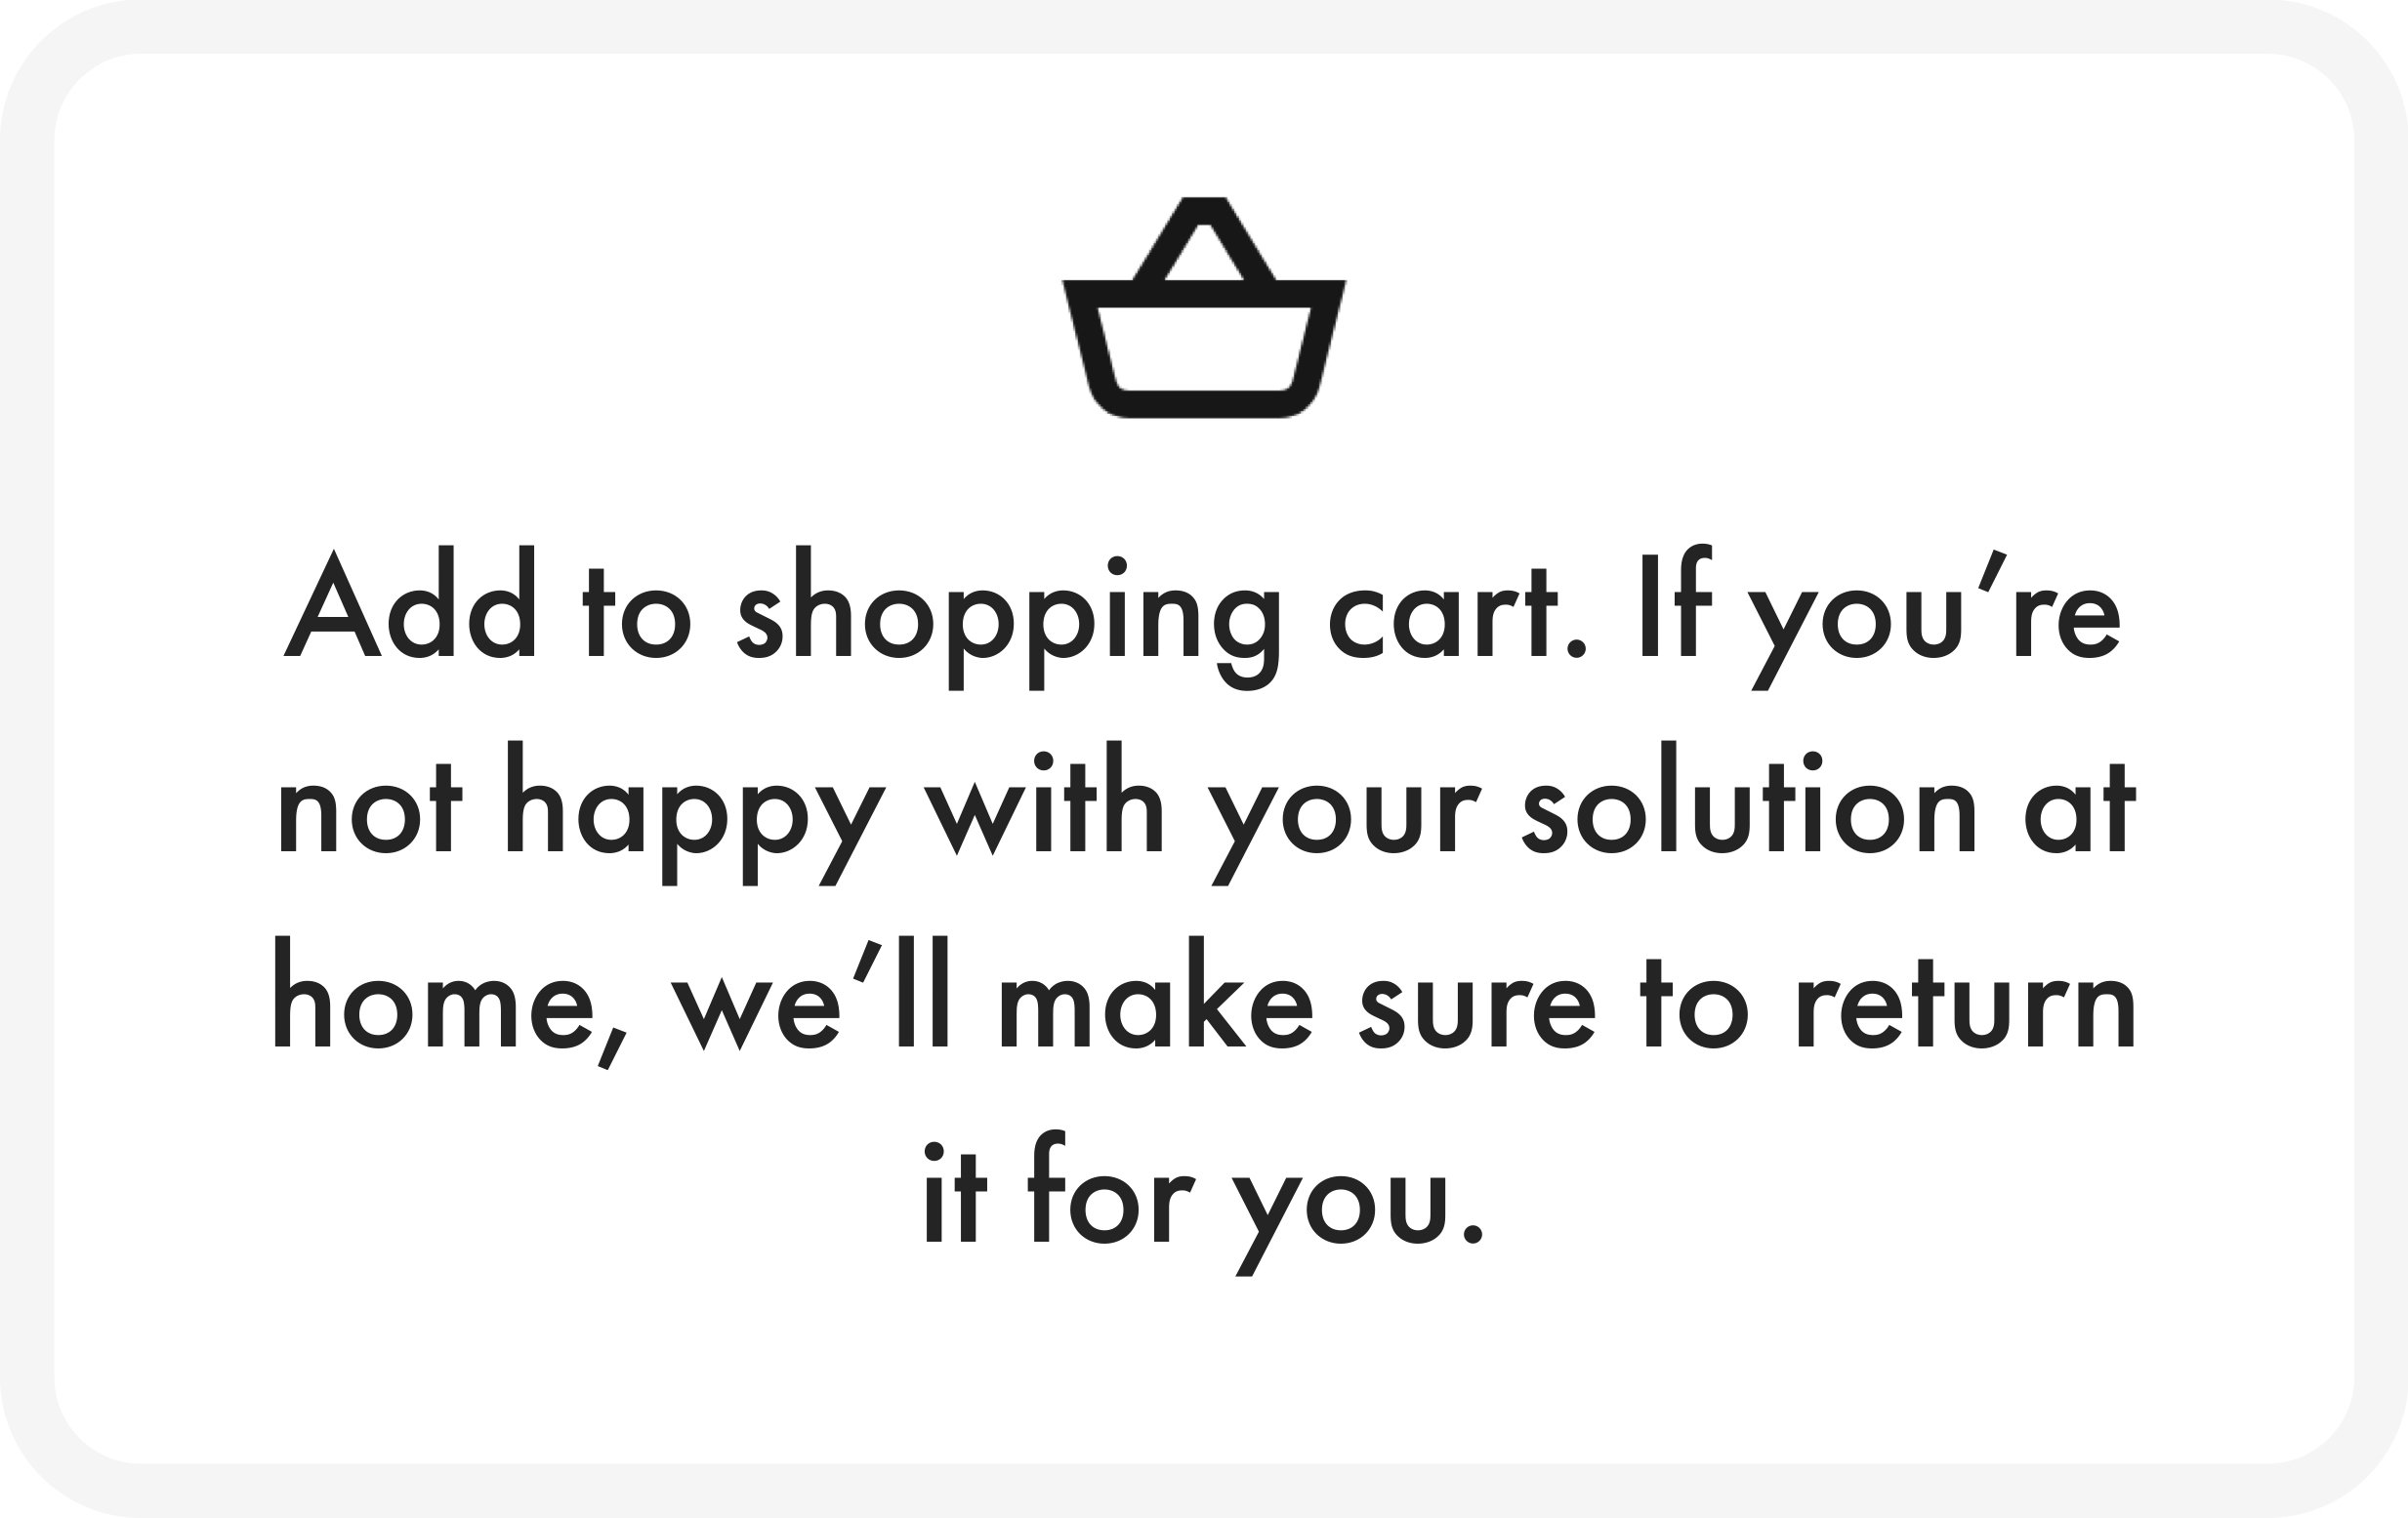 Add to shopping cart. If you’re
not happy with your solution at
home, we’ll make sure to return
it for you.